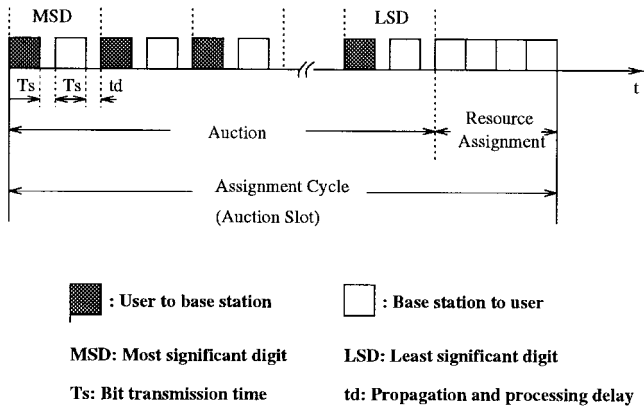 MSD LSD
Ts Ts td t
Auction
Resource
Assignment
Assignment Cycle
(Auction Slot)
: User to base station : Base station to user
MSD: Most significant digit LSD: Least significant digit
Ts: Bit transmission time td: Propagation and processing delay